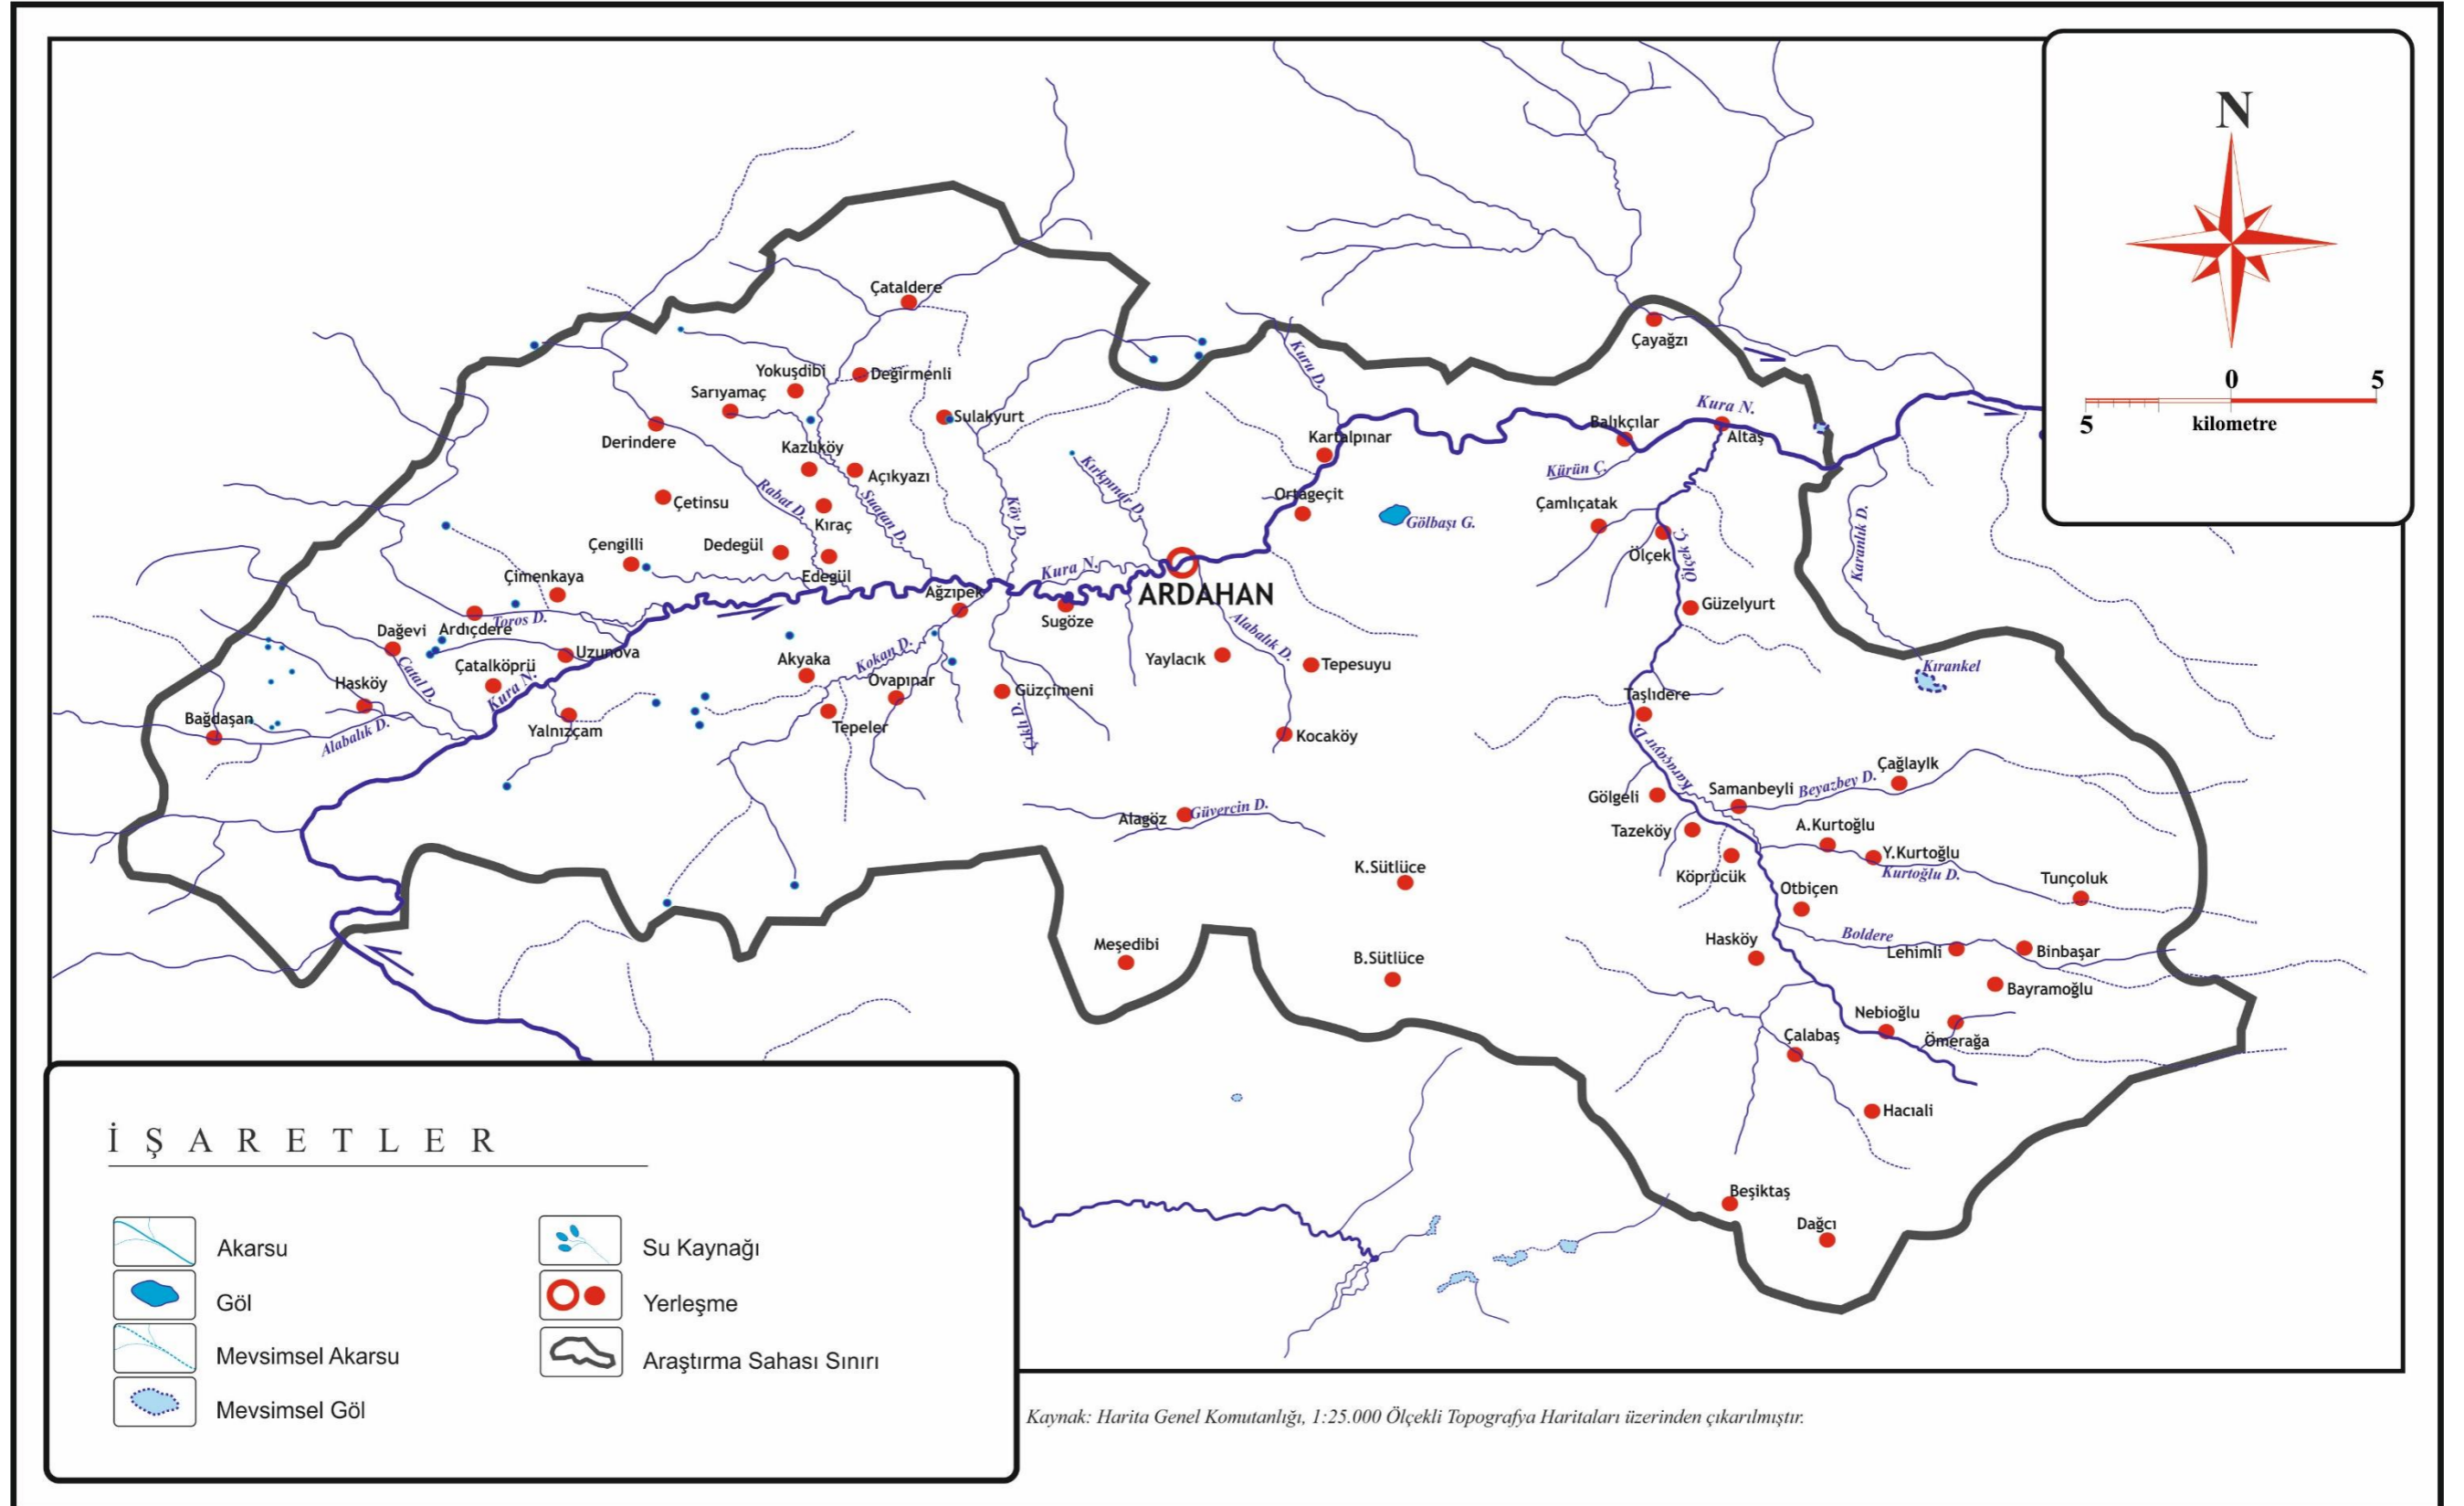 N
0
5
5
kilometre
Çataldere
Çayağzı
Kuru D.
Yokuşdibi
Değirmenli
Sarıyamaç
Sulakyurt
Derindere
Kartalpınar
Balıkçılar
Kura N.
Altaş
Kazlıköy
Açıkyazı
Kırkpınar D.
Kürün Ç.
Çetinsu
Rabat D.
Kıraç
Suatan D.
Köy D.
Ortageçit
Gölbaşı G.
Çamlıçatak
Karanlık D.
Çengilli
Dedegül
Edegül
Kura N.
Ölçek
Ölçek Ç.
Çimenkaya
Ağzıpek
ARDAHAN
Sugöze
Güzelyurt
Toros D.
Dağevi
Ardıçdere
Uzunova
Alabalık D.
Akyaka
Kokan D.
Yaylacık
Tepesuyu
Kırankel
Çatal D.
Çatalköprü
Kura N.
Hasköy
Ovapınar
Güzçimeni
Taşlıdere
Bağdaşan
Alabalık D.
Yalnızçam
Tepeler
Çıklı D.
Kocaköy
Karaçayır D.
Çağlaylk
Beyazbey D.
Gölgeli
Samanbeyli
Alagöz
Güvercin D.
Tazeköy
A.Kurtoğlu
Y.Kurtoğlu
Kurtoğlu D.
K.Sütlüce
Köprücük
Otbiçen
Tunçoluk
Meşedibi
B.Sütlüce
Hasköy
Boldere
Lehimli
Binbaşar
Bayramoğlu
Nebioğlu
Çalabaş
Ömerağa
Hacıali
Beşiktaş
Dağcı
İŞARETLER
Akarsu
Göl
Mevsimsel Akarsu
Mevsimsel Göl
Su Kaynağı
Yerleşme
Araştırma Sahası Sınırı
Kaynak: Harita Genel Komutanlığı, 1:25.000 Ölçekli Topografya Haritaları üzerinden çıkarılmıştır.